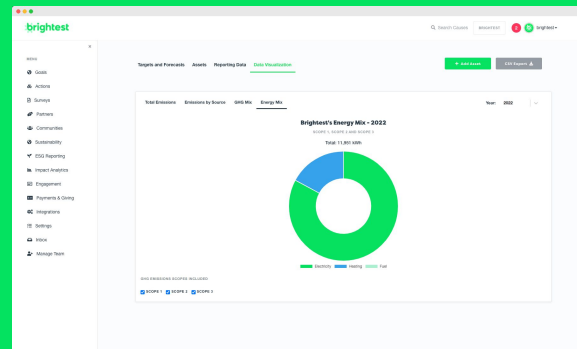 brightest
Search Causes
BRIGHTEST
brightest
×
MENU
Goals
Actions
Surveys
Partners
Communities
Sustainability
ESG Reporting
Impact Analytics
Engagement
Payments & Giving
Integrations
Settings
Inbox
Manage Team
Targets and Forecasts Assets Reporting Data Data Visualization
+ Add Asset
CSV Export
Total Emissions Emissions by Source GHG Mix Energy Mix
Year: 2022
Brightest's Energy Mix - 2022
SCOPE 1, SCOPE 2 AND SCOPE 3
Total: 11,951 kWh
Electricity Heating Fuel
GHG EMISSIONS SCOPES INCLUDED
SCOPE 1 SCOPE 2 SCOPE 3